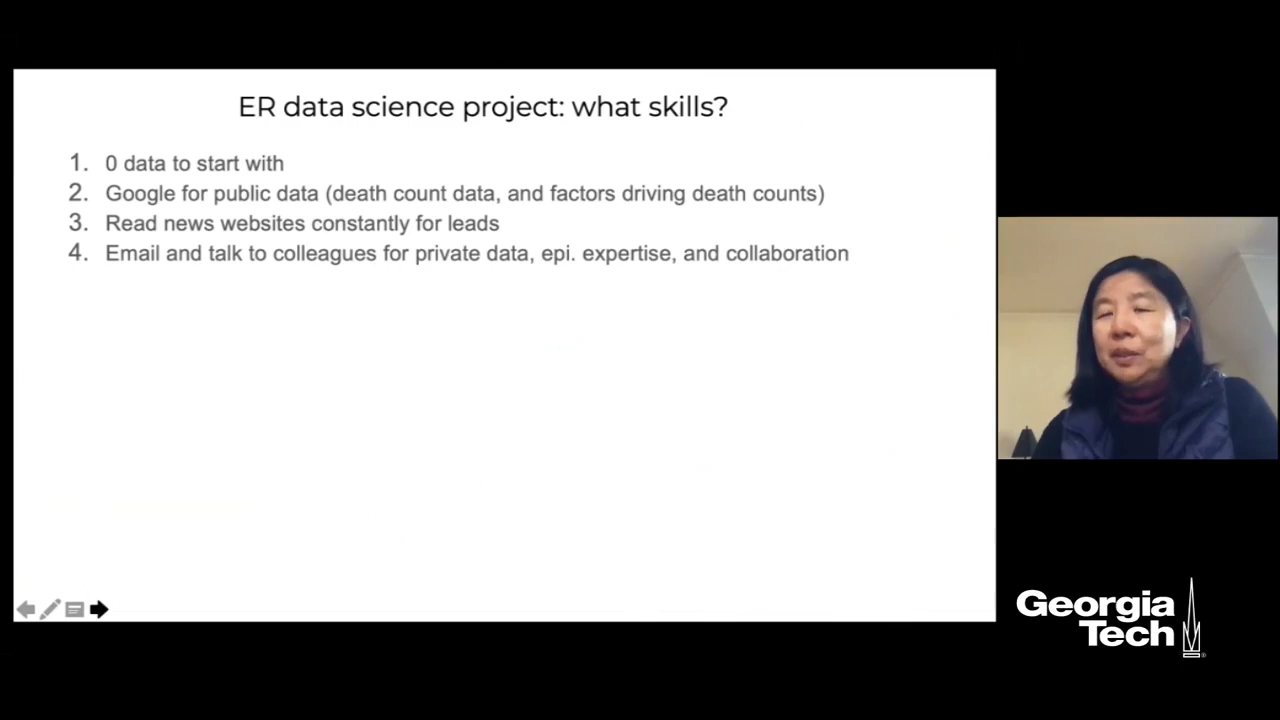 ER data science project: what skills?
1. 0 data to start with
2. Google for public data (death count data, and factors driving death counts)
3. Read news websites constantly for leads
4. Email and talk to colleagues for private data, epi. expertise, and collaboration
Georgia
Tech